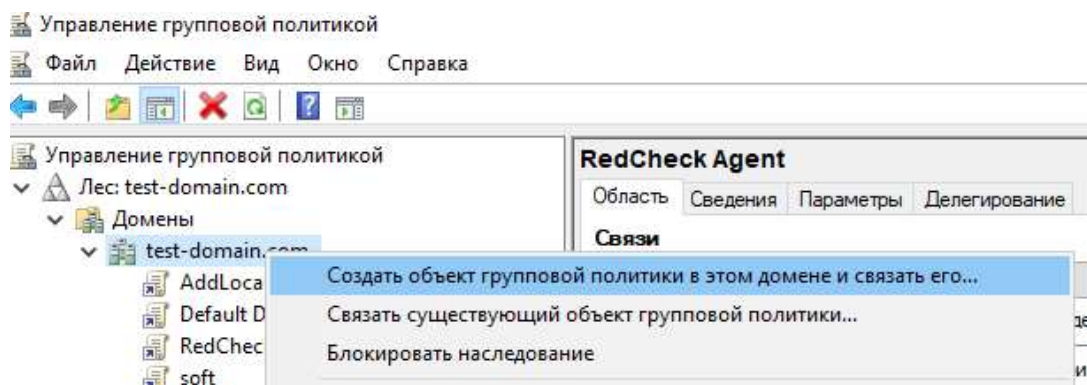 Управление групповой политикой
Файл Действие Вид Окно Справка
Управление групповой политикой
Лес: test-domain.com
Домены
test-domain.com
AddLoca
Default D
RedChec
soft
RedCheck Agent
Область Сведения Параметры Делегирование
Связи
Создать объект групповой политики в этом домене и связать его...
Связать существующий объект групповой политики...
Блокировать наследование